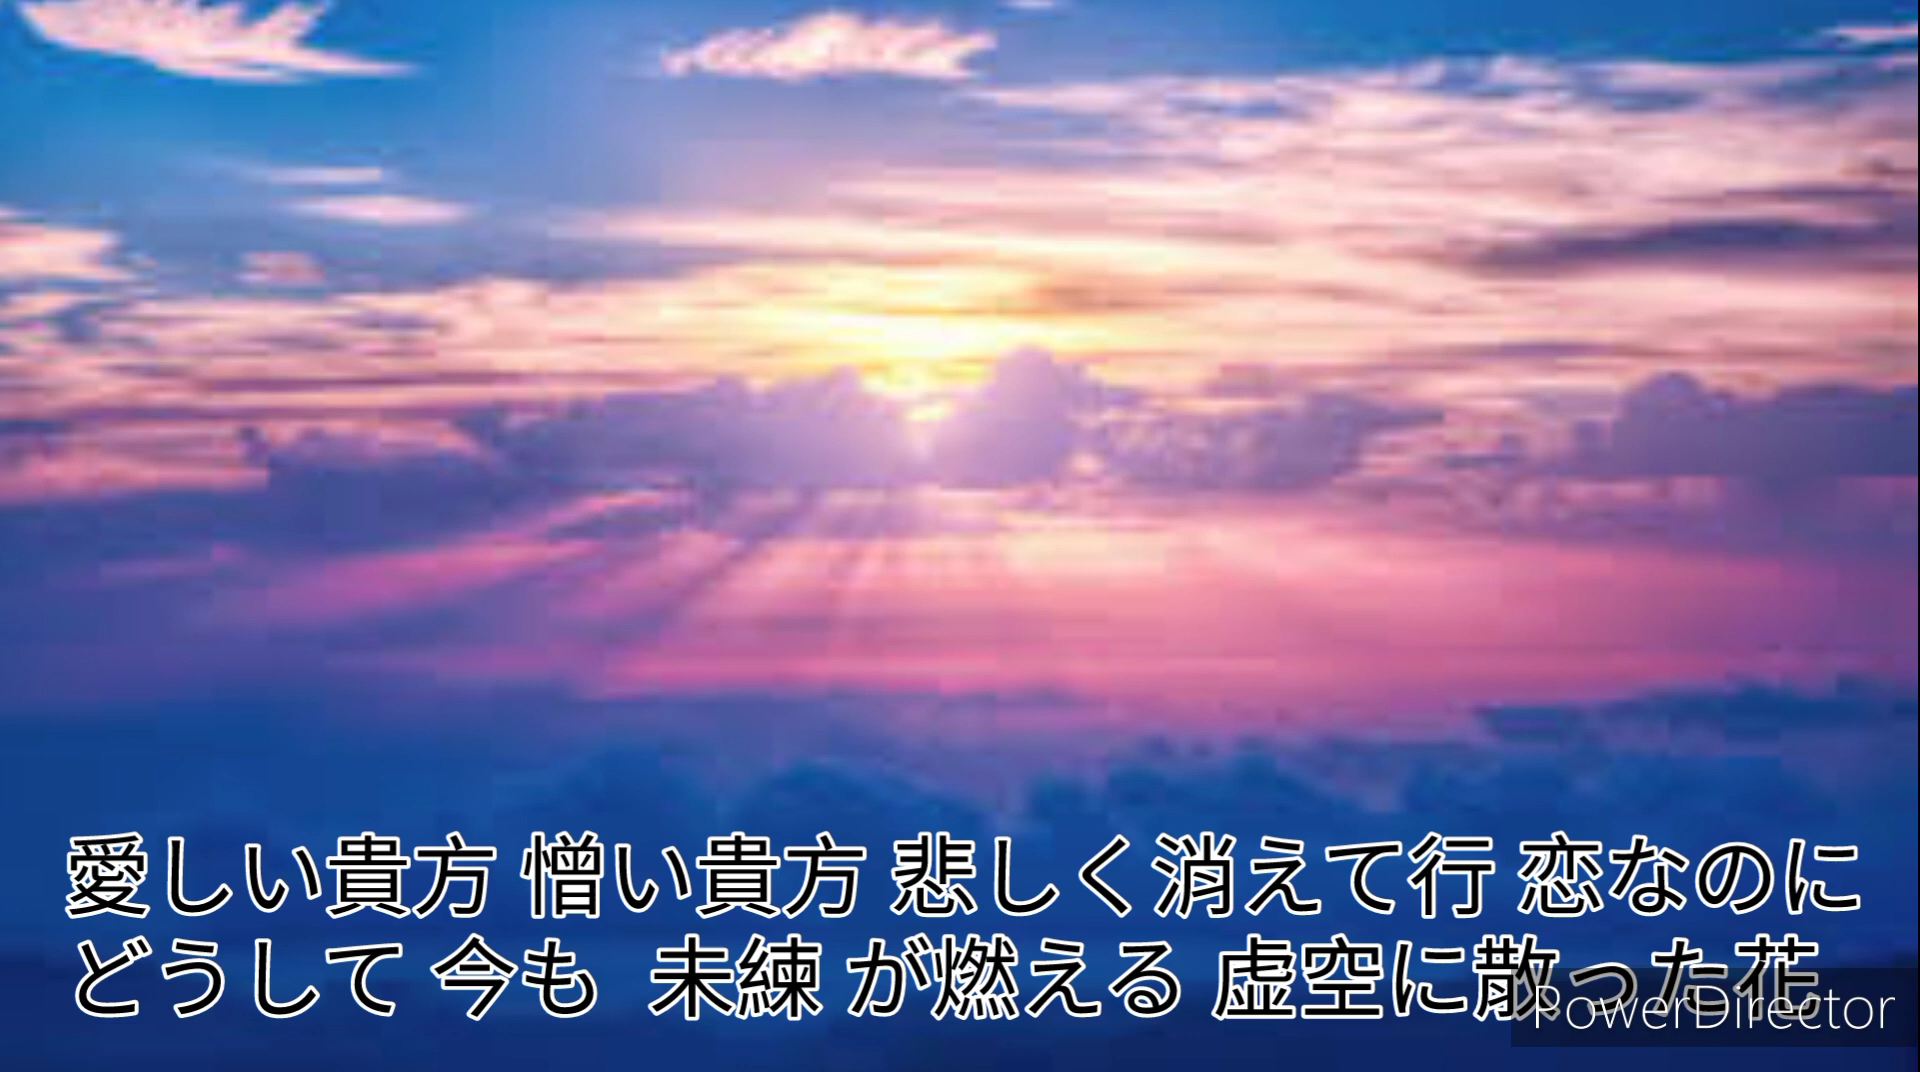 愛しい貴方 憎い貴方 悲しく消えて行 恋なのに
どうして 今も 未練 が燃える 虚空に散った花
PowerDirector